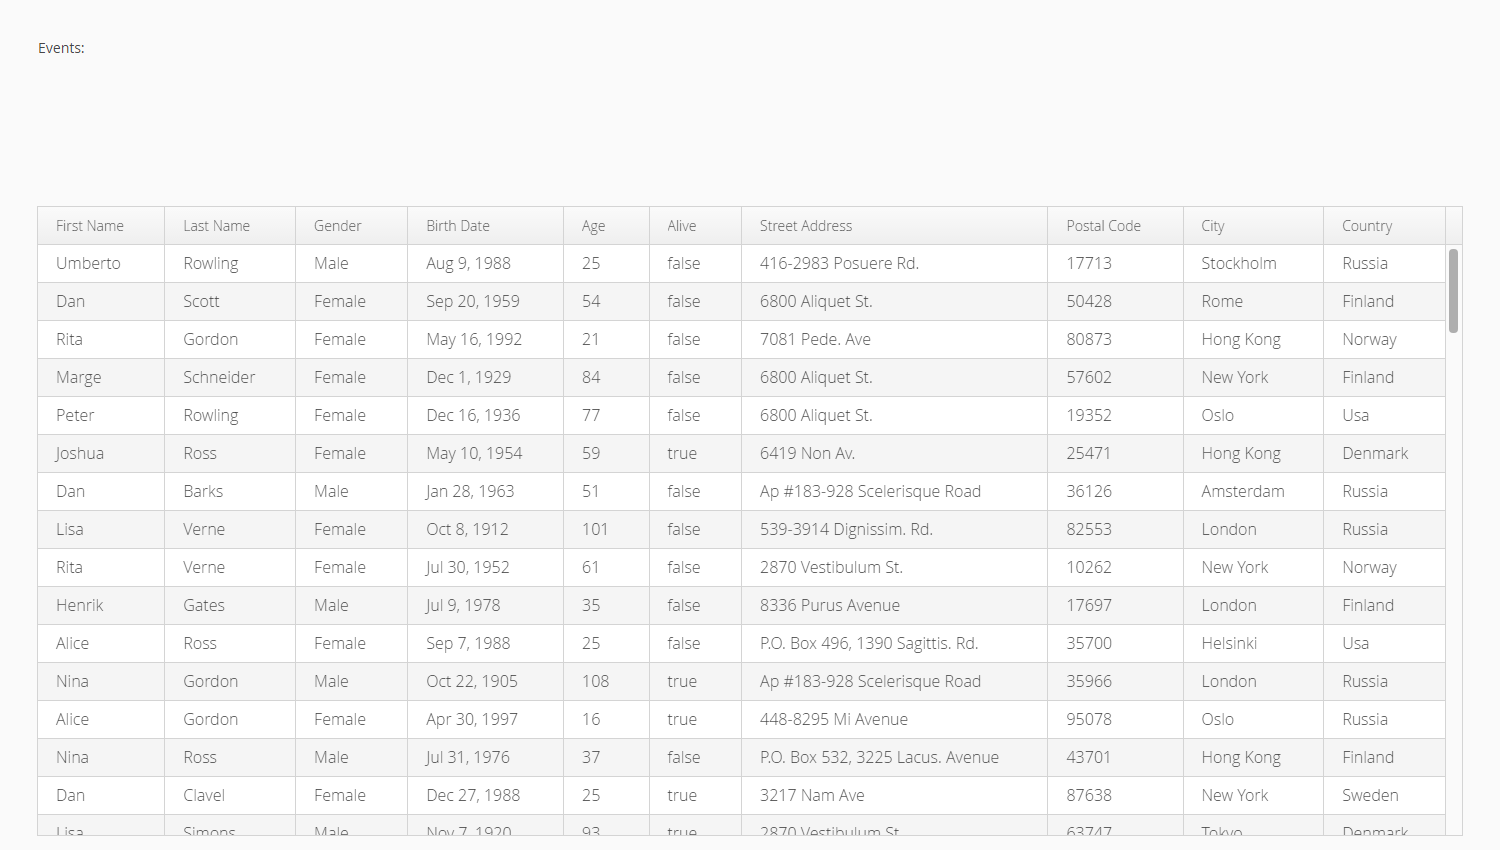 Events:
First Name Last Name Gender Birth Date Age Alive Street Address Postal Code City Country
Umberto Rowling Male Aug 9, 1988 25 false 416-2983 Posuere Rd. 17713 Stockholm Russia
Dan Scott Female Sep 20, 1959 54 false 6800 Aliquet St. 50428 Rome Finland
Rita Gordon Female May 16, 1992 21 false 7081 Pede. Ave 80873 Hong Kong Norway
Marge Schneider Female Dec 1, 1929 84 false 6800 Aliquet St. 57602 New York Finland
Peter Rowling Female Dec 16, 1936 77 false 6800 Aliquet St. 19352 Oslo Usa
Joshua Ross Female May 10, 1954 59 true 6419 Non Av. 25471 Hong Kong Denmark
Dan Barks Male Jan 28, 1963 51 false Ap #183-928 Scelerisque Road 36126 Amsterdam Russia
Lisa Verne Female Oct 8, 1912 101 false 539-3914 Dignissim. Rd. 82553 London Russia
Rita Verne Female Jul 30, 1952 61 false 2870 Vestibulum St. 10262 New York Norway
Henrik Gates Male Jul 9, 1978 35 false 8336 Purus Avenue 17697 London Finland
Alice Ross Female Sep 7, 1988 25 false P.O. Box 496, 1390 Sagittis. Rd. 35700 Helsinki Usa
Nina Gordon Male Oct 22, 1905 108 true Ap #183-928 Scelerisque Road 35966 London Russia
Alice Gordon Female Apr 30, 1997 16 true 448-8295 Mi Avenue 95078 Oslo Russia
Nina Ross Male Jul 31, 1976 37 false P.O. Box 532, 3225 Lacus. Avenue 43701 Hong Kong Finland
Dan Clavel Female Dec 27, 1988 25 true 3217 Nam Ave 87638 New York Sweden
Lisa Simons Male Nov 7, 1920 93 true 2870 Vestibulum St. 63747 Tokyo Denmark